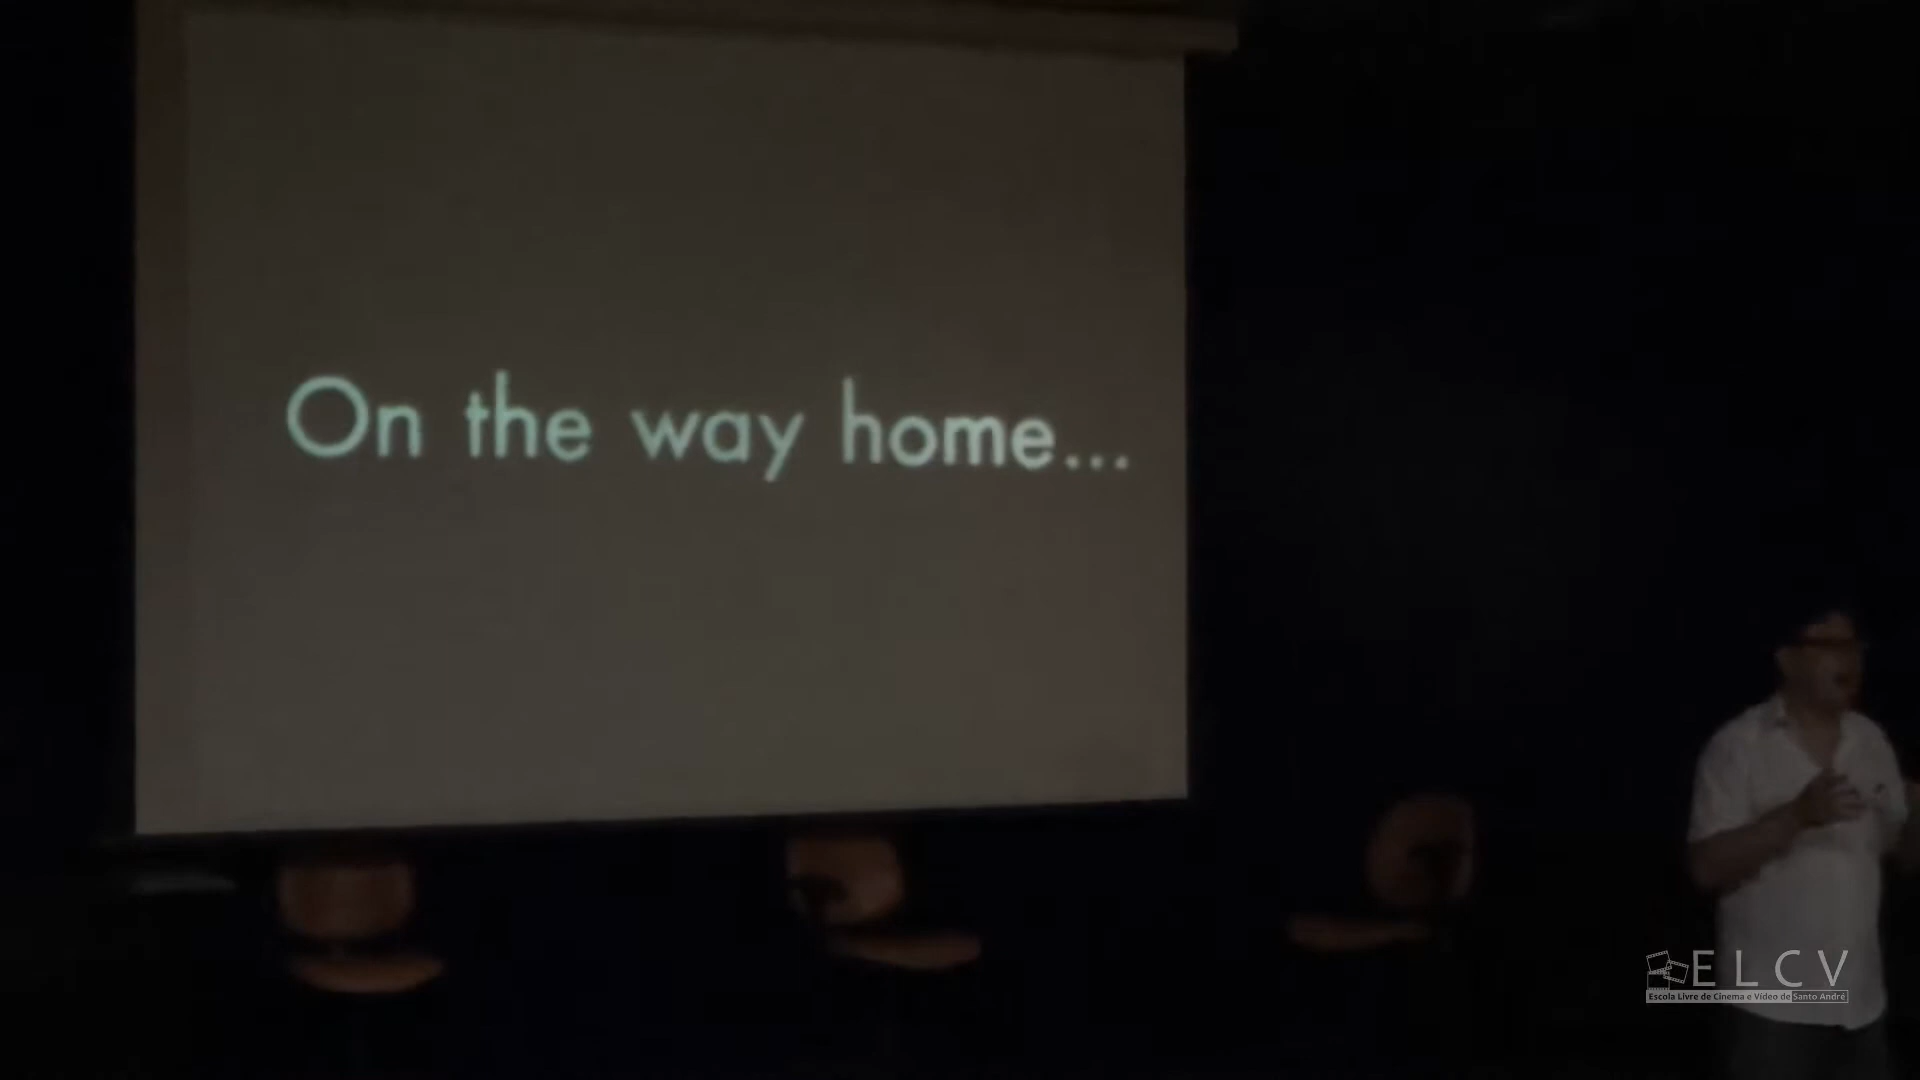 On the way home...
ELCV
Escola Livre de Cinema e Vídeo de Santo André